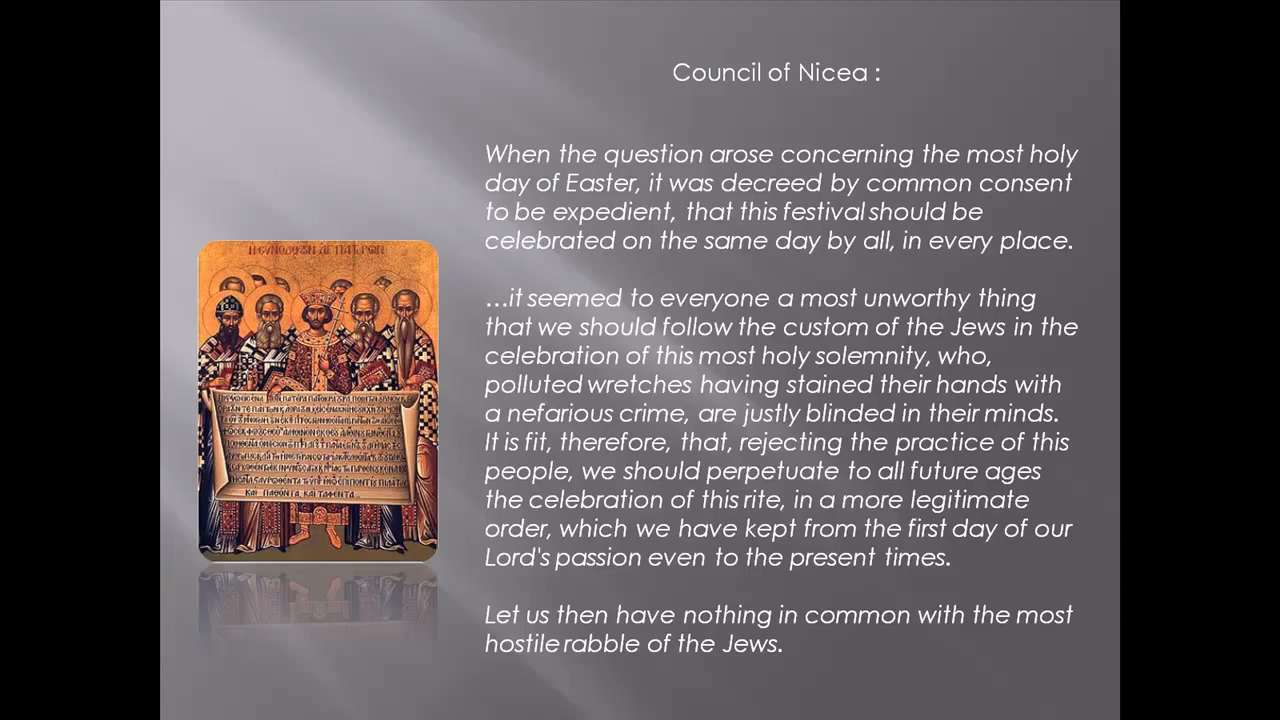 Council of Nicea :
When the question arose concerning the most holy
day of Easter, it was decreed by common consent
to be expedient, that this festival should be
celebrated on the same day by all, in every place.
...it seemed to everyone a most unworthy thing
that we should follow the custom of the Jews in the
celebration of this most holy solemnity, who,
polluted wretches having stained their hands with
a nefarious crime, are justly blinded in their minds.
It is fit, therefore, that, rejecting the practice of this
people, we should perpetuate to all future ages
the celebration of this rite, in a more legitimate
order, which we have kept from the first day of our
Lord's passion even to the present times.
Let us then have nothing in common with the most
hostile rabble of the Jews.